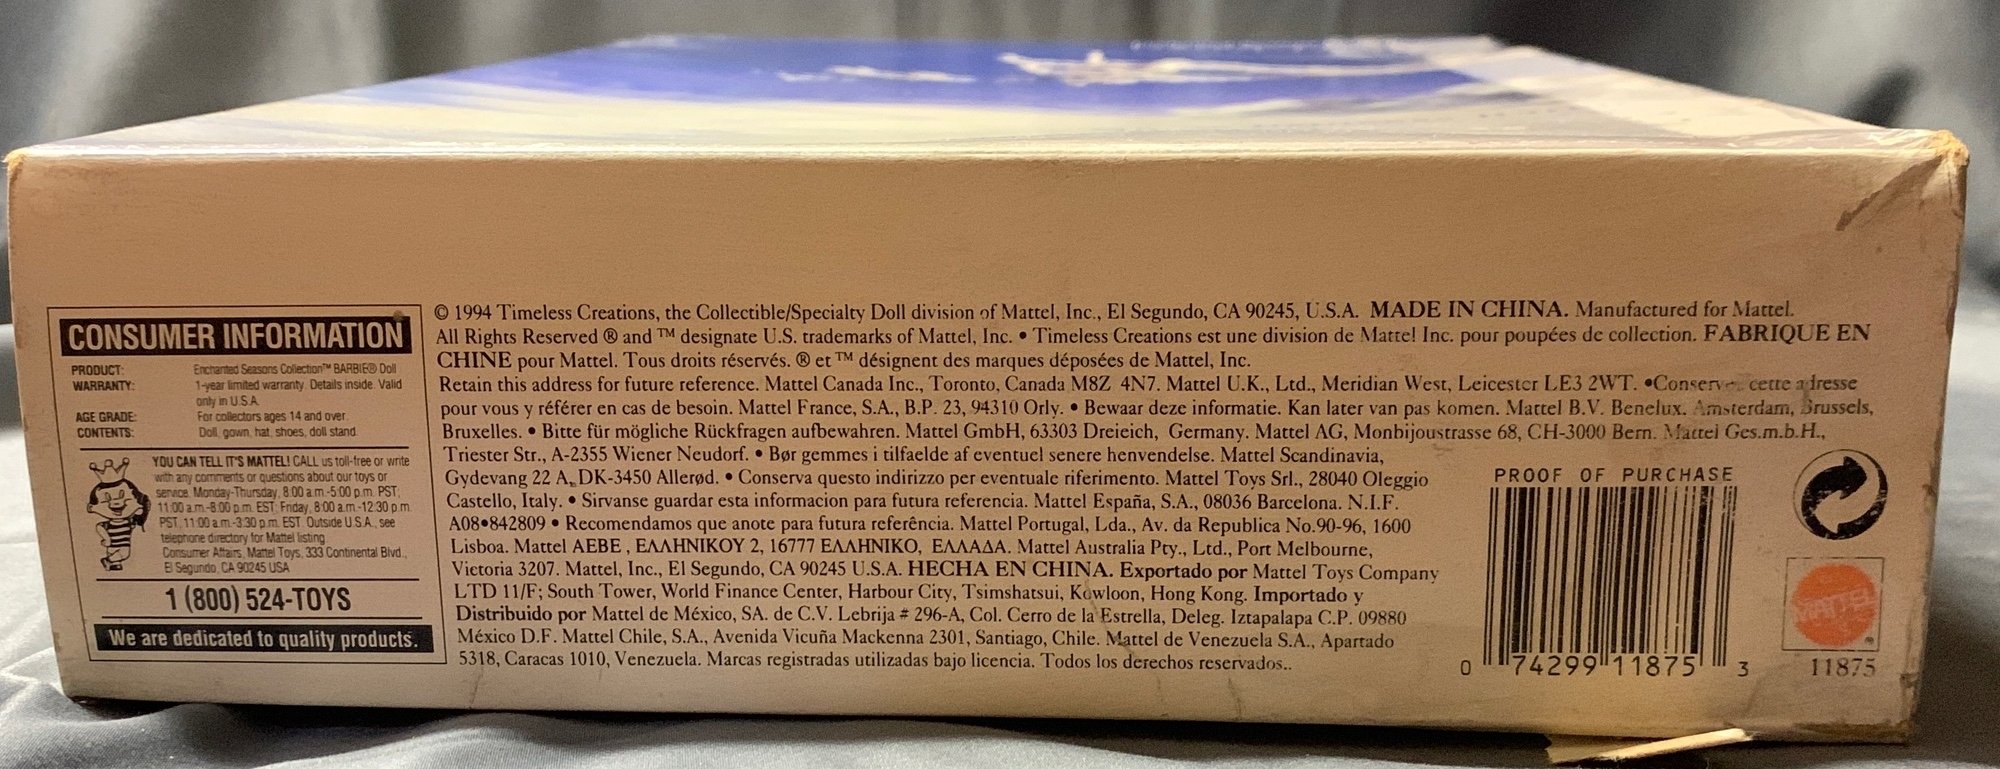 CONSUMER INFORMATION
PRODUCT: Enchanted Seasons Collection™ BARBIE® Doll
WARRANTY: 1-year limited warranty. Details inside. Valid
only in U.S.A.
AGE GRADE: For collectors ages 14 and over.
CONTENTS: Doll, gown, hat, shoes, doll stand.
YOU CAN TELL IT'S MATTEL! CALL us toll-free or write
with any comments or questions about our toys or
service. Monday-Thursday, 8:00 a.m.-5:00 p.m. PST,
11:00 a.m.-8:00 p.m. EST; Friday, 8:00 a.m.-12:30 p.m.
PST, 11:00 a.m.-3:30 p.m. EST. Outside U.S.A., see
telephone directory for Mattel listing.
Consumer Affairs, Mattel Toys, 333 Continental Blvd.,
El Segundo, CA 90245 USA
1 (800) 524-TOYS
We are dedicated to quality products.
© 1994 Timeless Creations, the Collectible/Specialty Doll division of Mattel, Inc., El Segundo, CA 90245, U.S.A. MADE IN CHINA. Manufactured for Mattel.
All Rights Reserved ® and ™ designate U.S. trademarks of Mattel, Inc. • Timeless Creations est une division de Mattel Inc. pour poupées de collection. FABRIQUE EN
CHINE pour Mattel. Tous droits réservés. ® et ™ désignent des marques déposées de Mattel, Inc.
Retain this address for future reference. Mattel Canada Inc., Toronto, Canada M8Z 4N7. Mattel U.K., Ltd., Meridian West, Leicester LE3 2WT. •Conserver cette adresse
pour vous y référer en cas de besoin. Mattel France, S.A., B.P. 23, 94310 Orly. • Bewaar deze informatie. Kan later van pas komen. Mattel B.V. Benelux. Amsterdam, Brussels,
Bruxelles. • Bitte für mögliche Rückfragen aufbewahren. Mattel GmbH, 63303 Dreieich, Germany. Mattel AG, Monbijoustrasse 68, CH-3000 Bern. Mattel Ges.m.b.H.,
Triester Str., A-2355 Wiener Neudorf. • Bør gemmes i tilfaelde af eventuel senere henvendelse. Mattel Scandinavia,
Gydevang 22 A, DK-3450 Allerød. • Conserva questo indirizzo per eventuale riferimento. Mattel Toys Srl., 28040 Oleggio
Castello, Italy. • Sirvanse guardar esta informacion para futura referencia. Mattel España, S.A., 08036 Barcelona. N.I.F.
A08•842809 • Recomendamos que anote para futura referência. Mattel Portugal, Lda., Av. da Republica No.90-96, 1600
Lisboa. Mattel AEBE , ΕΛΛΗΝΙΚΟΥ 2, 16777 ΕΛΛΗΝΙΚΟ, ΕΛΛΑΔΑ. Mattel Australia Pty., Ltd., Port Melbourne,
Victoria 3207. Mattel, Inc., El Segundo, CA 90245 U.S.A. HECHA EN CHINA. Exportado por Mattel Toys Company
LTD 11/F; South Tower, World Finance Center, Harbour City, Tsimshatsui, Kowloon, Hong Kong. Importado y
Distribuido por Mattel de México, SA. de C.V. Lebrija # 296-A, Col. Cerro de la Estrella, Deleg. Iztapalapa C.P. 09880
México D.F. Mattel Chile, S.A., Avenida Vicuña Mackenna 2301, Santiago, Chile. Mattel de Venezuela S.A., Apartado
5318, Caracas 1010, Venezuela. Marcas registradas utilizadas bajo licencia. Todos los derechos reservados..
PROOF OF PURCHASE
0 74299 11875 3
MATTEL ®
11875